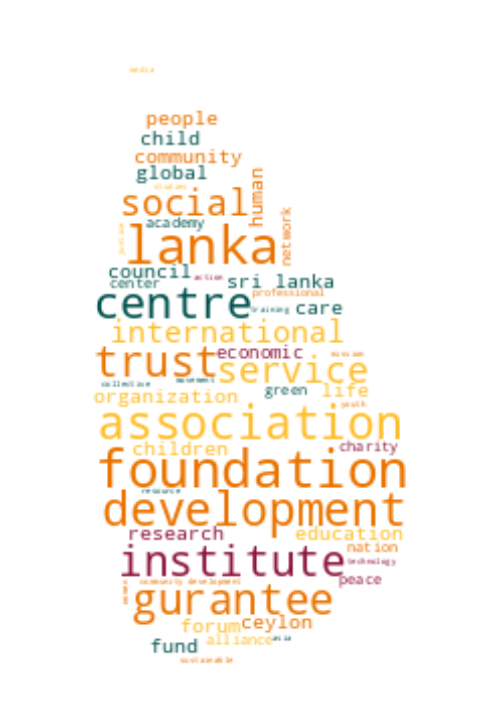 media
people
child
community
global
studies
social
human
academy
network
justice
lanka
council
action
center
sri lanka
professional
centre
training
care
international
trust
economic
mission
service
collective
movement
green
life
organization
youth
association
children
charity
foundation
resource
development
research
education
nation
institute
technology
peace
community development
women
gurantee
forum
ceylon
alliance
asia
fund
sustainable